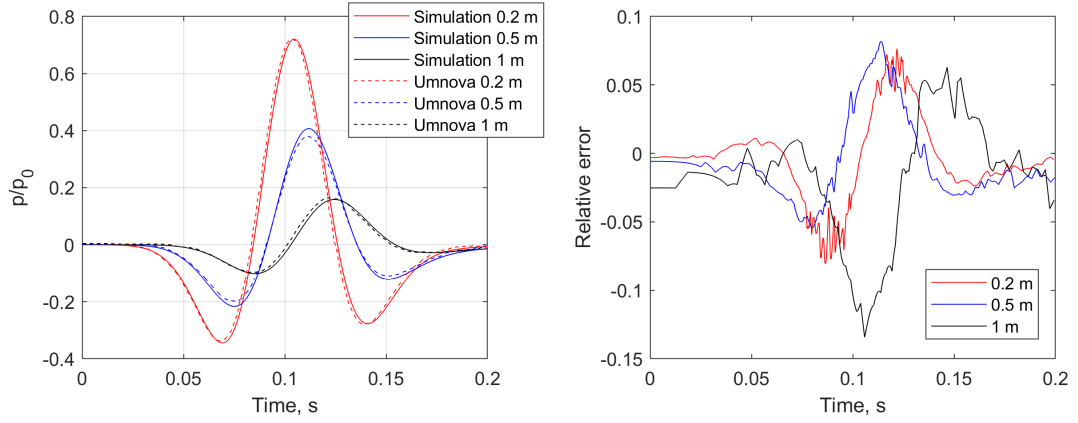 0.8
0.6
0.4
0.2
0
-0.2
-0.4
p/p0
0
0.05
0.1
0.15
0.2
Time, s
Simulation 0.2 m
Simulation 0.5 m
Simulation 1 m
Umnova 0.2 m
Umnova 0.5 m
Umnova 1 m
0.1
0.05
0
-0.05
-0.1
-0.15
Relative error
0
0.05
0.1
0.15
0.2
Time, s
0.2 m
0.5 m
1 m